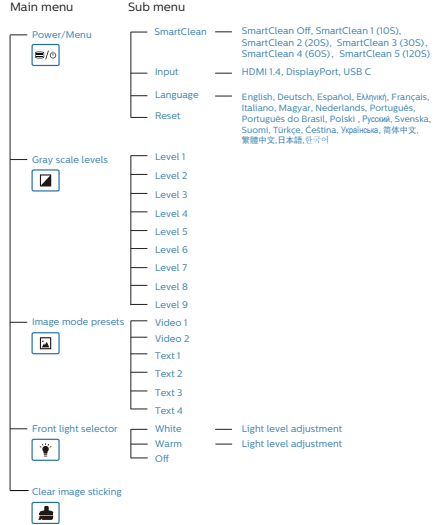 Main menu Sub menu
Power/Menu
SmartClean SmartClean Off, SmartClean 1 (10S),
SmartClean 2 (20S), SmartClean 3 (30S),
SmartClean 4 (60S), SmartClean 5 (120S)
Input HDMI 1.4, DisplayPort, USB C
Language English, Deutsch, Español, Ελληνική, Français,
Italiano, Magyar, Nederlands, Português,
Português do Brasil, Polski , Русский, Svenska,
Suomi, Türkçe, Čeština, Українська, 简体中文,
繁體中文,日本語,한국어
Reset
Gray scale levels
Level 1
Level 2
Level 3
Level 4
Level 5
Level 6
Level 7
Level 8
Level 9
Image mode presets
Video 1
Video 2
Text 1
Text 2
Text 3
Text 4
Front light selector
White Light level adjustment
Warm Light level adjustment
Off
Clear image sticking